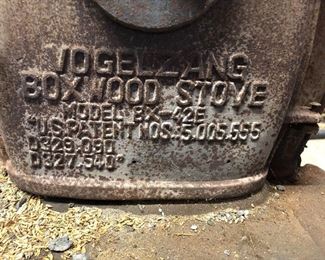 VOGELZANG
BOXWOOD STOVE
MODEL BX-42E
"U.S. PATENT NOS. 5.005.555
D329.090
D327.540"